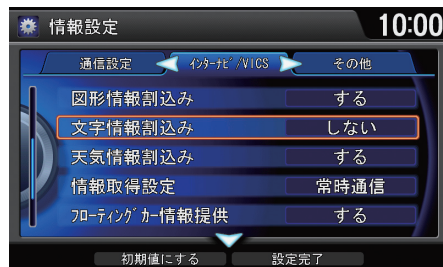 情報設定 10:00
通信設定 ｲﾝﾀｰﾅﾋﾞ/VICS その他
図形情報割込み する
文字情報割込み しない
天気情報割込み する
情報取得設定 常時通信
ﾌﾛｰﾃｨﾝｸﾞｶｰ情報提供 する
初期値にする 設定完了